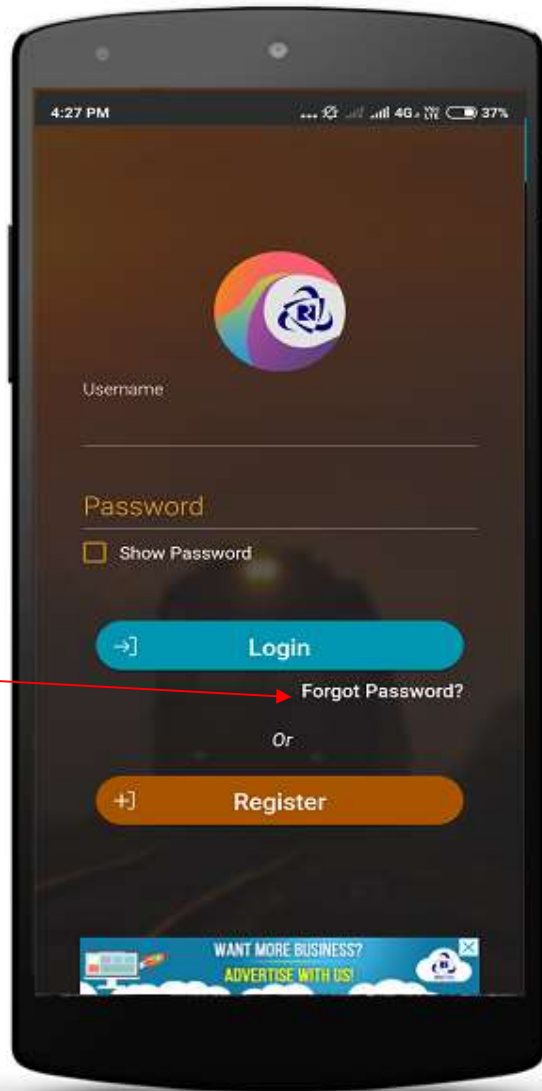 4:27 PM ... 4G 37%
Username
Password
Show Password
Login
Forgot Password?
Or
Register
WANT MORE BUSINESS?
ADVERTISE WITH US!